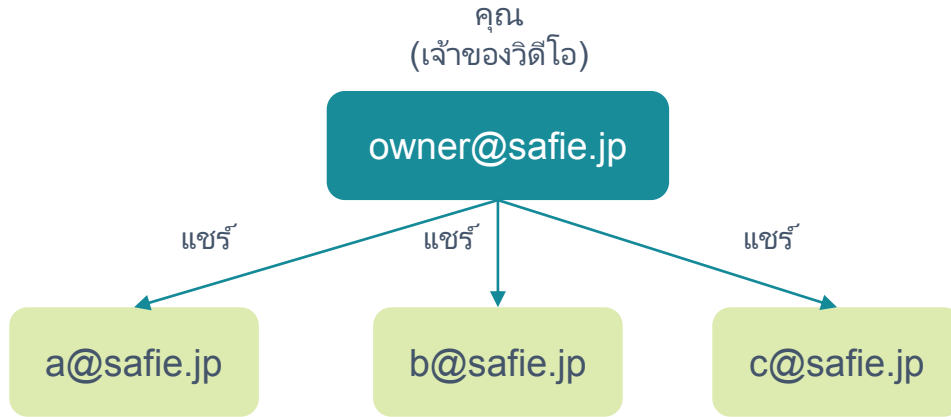 คุณ
(เจ้าของวิดีโอ)
owner@safie.jp
แชร์ แชร์ แชร์
a@safie.jp b@safie.jp c@safie.jp